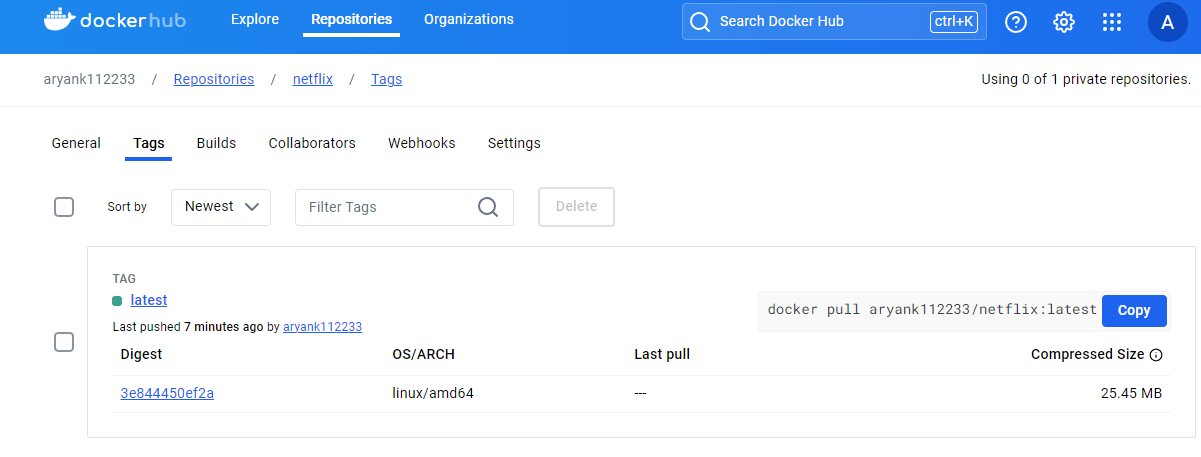 dockerhub Explore Repositories Organizations Search Docker Hub ctrl+K ? A
aryank112233 / Repositories / netflix / Tags Using 0 of 1 private repositories.
General Tags Builds Collaborators Webhooks Settings
Sort by Newest Filter Tags Delete
TAG
latest
docker pull aryank112233/netflix:latest Copy
Last pushed 7 minutes ago by aryank112233
Digest OS/ARCH Last pull Compressed Size
3e844450ef2a linux/amd64 --- 25.45 MB